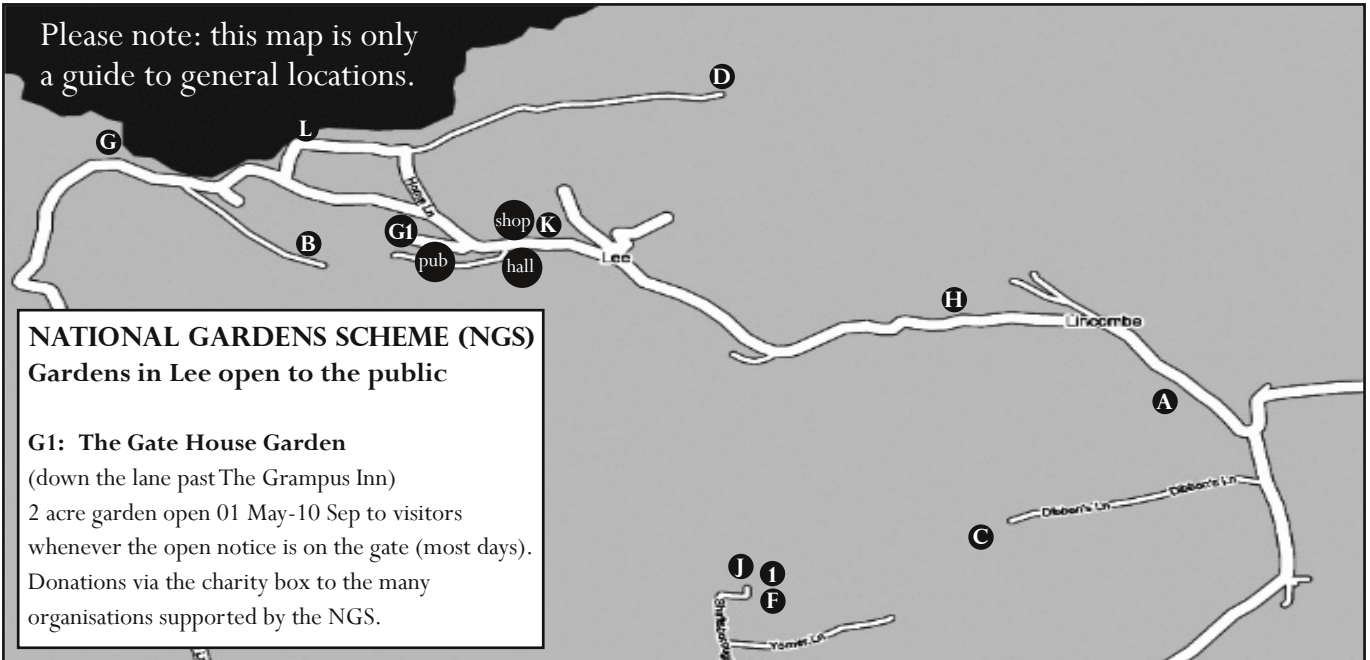 Please note: this map is only
a guide to general locations.
D
G
L
Home Ln
shop
K
G1
B
pub
hall
Lee
H
Lincombe
A
NATIONAL GARDENS SCHEME (NGS)
Gardens in Lee open to the public
G1: The Gate House Garden
(down the lane past The Grampus Inn)
2 acre garden open 01 May-10 Sep to visitors
whenever the open notice is on the gate (most days).
Donations via the charity box to the many
organisations supported by the NGS.
Dibben's Ln
Dibben's Ln
C
J
1
F
Yomer Ln